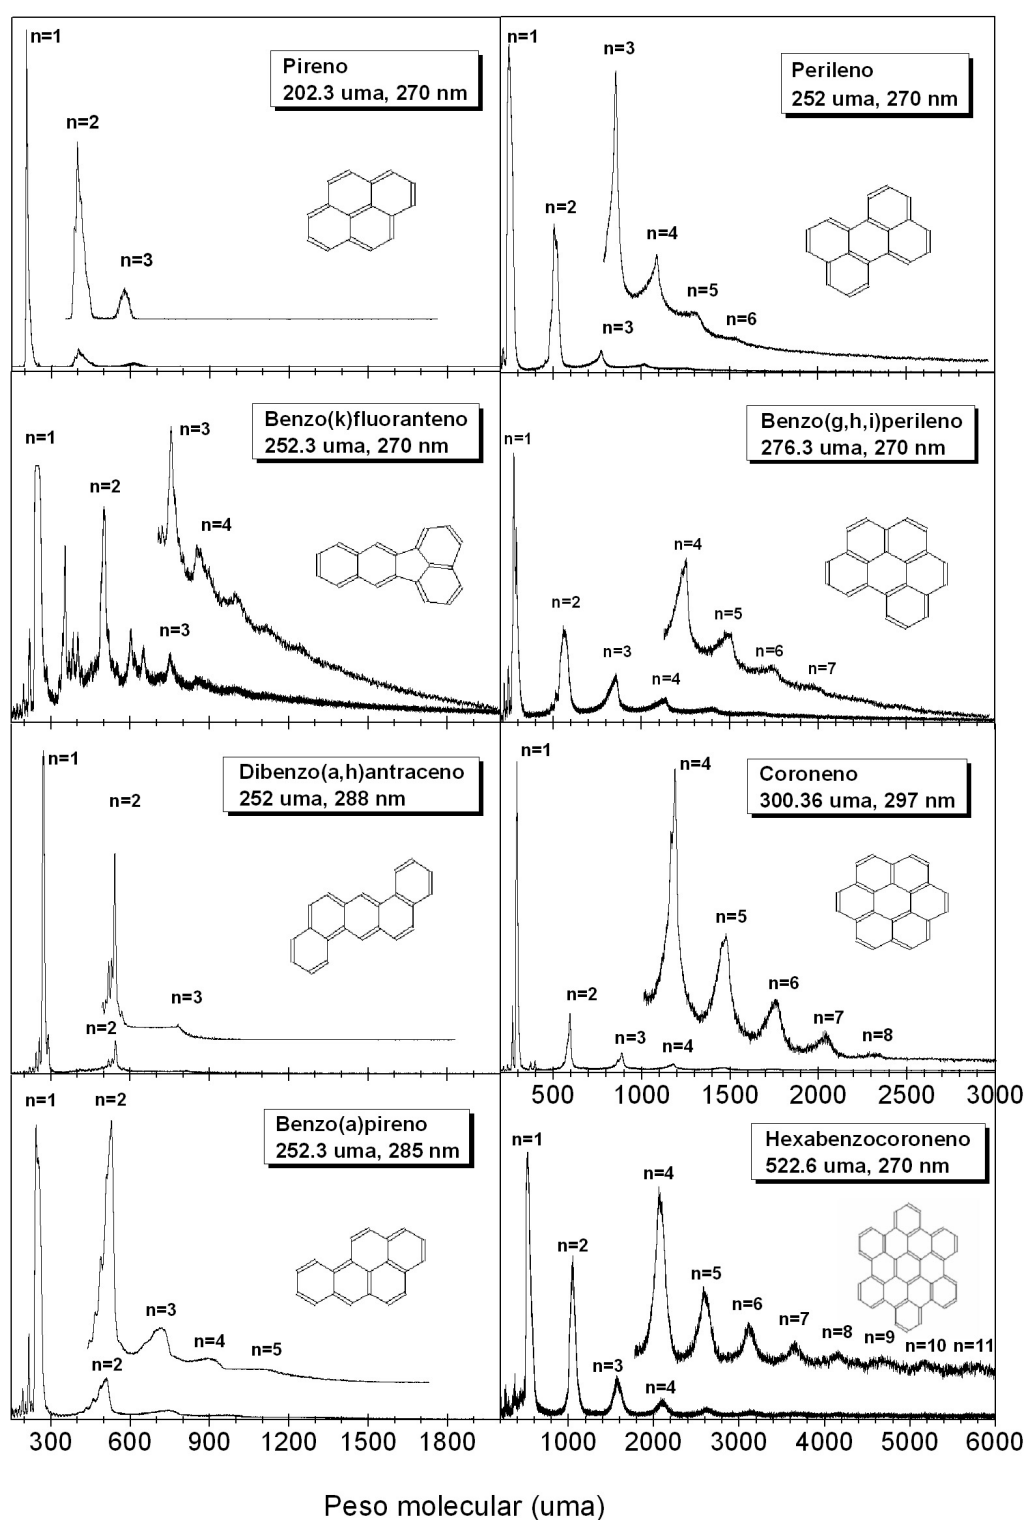 n=1
Pireno
202.3 uma, 270 nm
n=2
n=3
n=1
n=3
Perileno
252 uma, 270 nm
n=2
n=4
n=5
n=6
n=3
n=1
Benzo(k)fluoranteno
252.3 uma, 270 nm
n=3
n=2
n=4
n=3
n=1
Benzo(g,h,i)perileno
276.3 uma, 270 nm
n=4
n=2
n=5
n=3
n=6
n=7
n=4
n=1
Dibenzo(a,h)antraceno
252 uma, 288 nm
n=2
n=3
n=2
n=1
n=4
Coroneno
300.36 uma, 297 nm
n=5
n=2
n=6
n=7
n=3
n=4
n=8
500 1000 1500 2000 2500 3000
n=1
n=2
Benzo(a)pireno
252.3 uma, 285 nm
n=3
n=4
n=5
n=2
300 600 900 1200 1500 1800
n=1
Hexabenzocoroneno
522.6 uma, 270 nm
n=4
n=2
n=5
n=6
n=7
n=8
n=9
n=10
n=11
n=3
n=4
1000 2000 3000 4000 5000 6000
Peso molecular (uma)